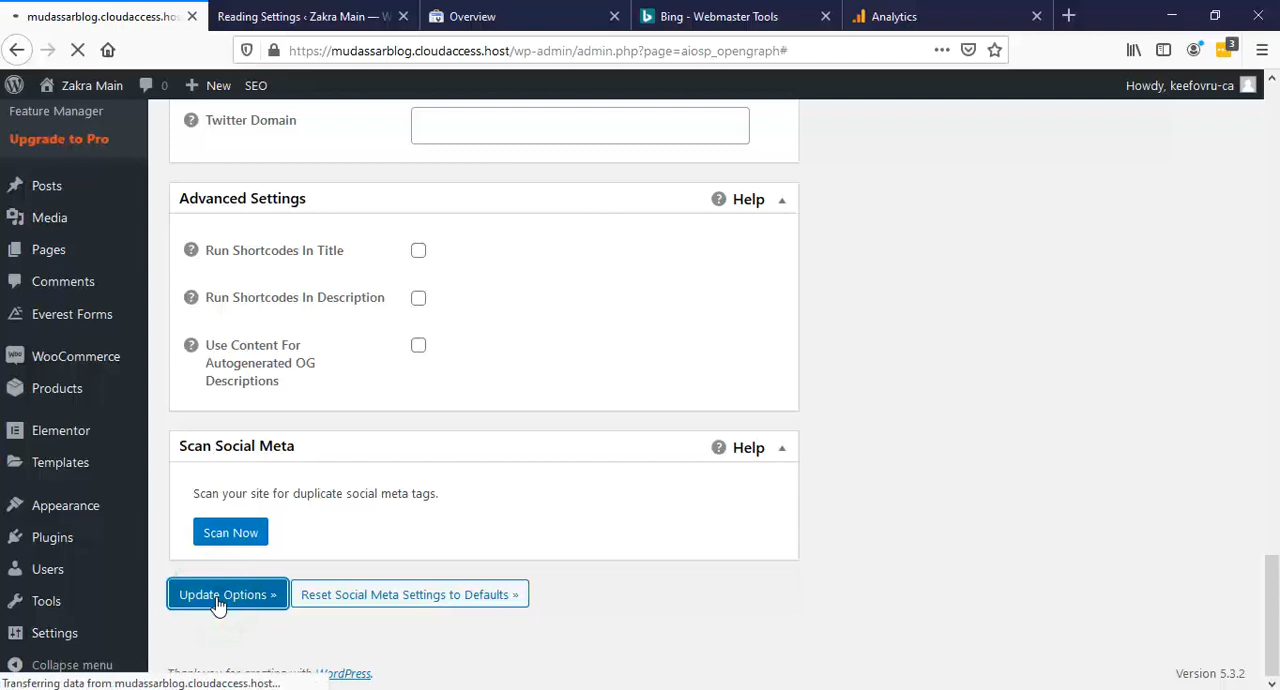 mudassarblog.cloudaccess.hos
Reading Settings ‹ Zakra Main — W
Overview
Bing - Webmaster Tools
Analytics
https://mudassarblog.cloudaccess.host/wp-admin/admin.php?page=aiosp_opengraph#
3
Zakra Main
0
New
SEO
Howdy, keefovru-ca
Feature Manager
Upgrade to Pro
Posts
Media
Pages
Comments
Everest Forms
WooCommerce
Products
Elementor
Templates
Appearance
Plugins
Users
Tools
Settings
Collapse menu
Twitter Domain
Advanced Settings
Help
Run Shortcodes In Title
Run Shortcodes In Description
Use Content For
Autogenerated OG
Descriptions
Scan Social Meta
Help
Scan your site for duplicate social meta tags.
Scan Now
Update Options »
Reset Social Meta Settings to Defaults »
Thank you for creating with WordPress.
Version 5.3.2
Transferring data from mudassarblog.cloudaccess.host...